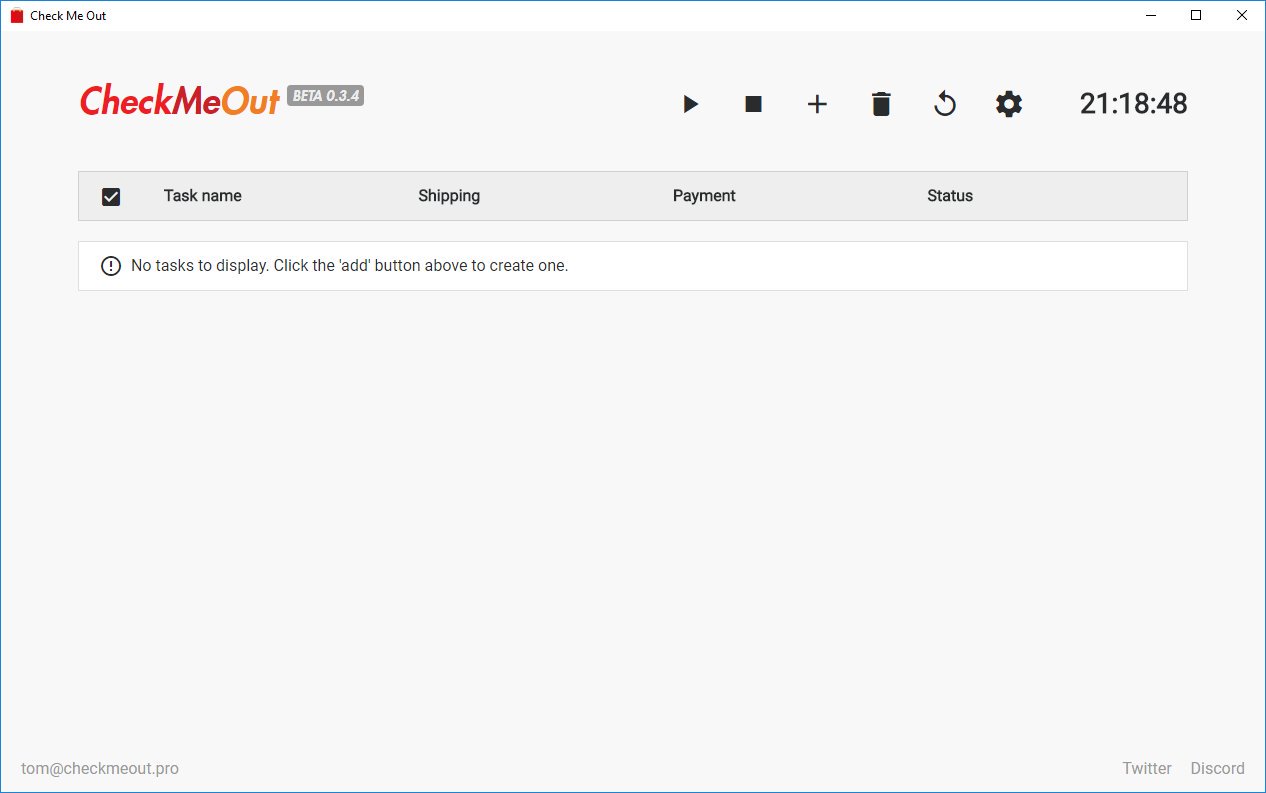 Check Me Out
CheckMeOut BETA 0.3.4
21:18:48
Task name Shipping Payment Status
No tasks to display. Click the 'add' button above to create one.
tom@checkmeout.pro
Twitter Discord